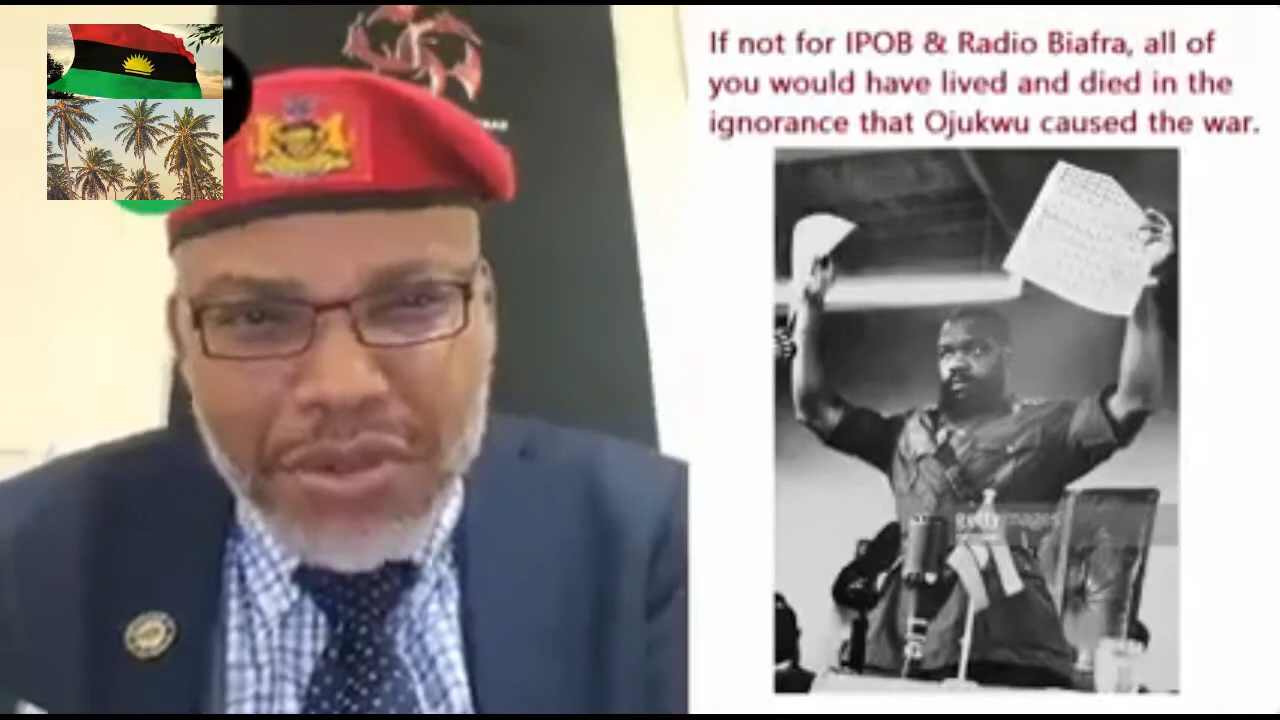 If not for IPOB & Radio Biafra, all of
you would have lived and died in the
ignorance that Ojukwu caused the war.
gettyimages